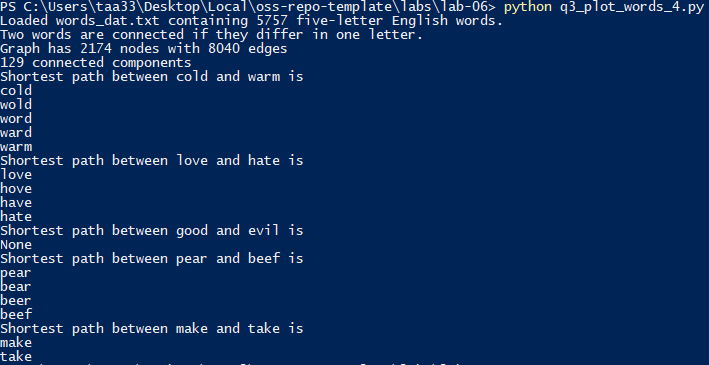 PS C:\Users\taa33\Desktop\Local\oss-repo-template\labs\lab-06> python q3_plot_words_4.py
Loaded words_dat.txt containing 5757 five-letter English words.
Two words are connected if they differ in one letter.
Graph has 2174 nodes with 8040 edges
129 connected components
Shortest path between cold and warm is
cold
wold
word
ward
warm
Shortest path between love and hate is
love
hove
have
hate
Shortest path between good and evil is
None
Shortest path between pear and beef is
pear
bear
beer
beef
Shortest path between make and take is
make
take